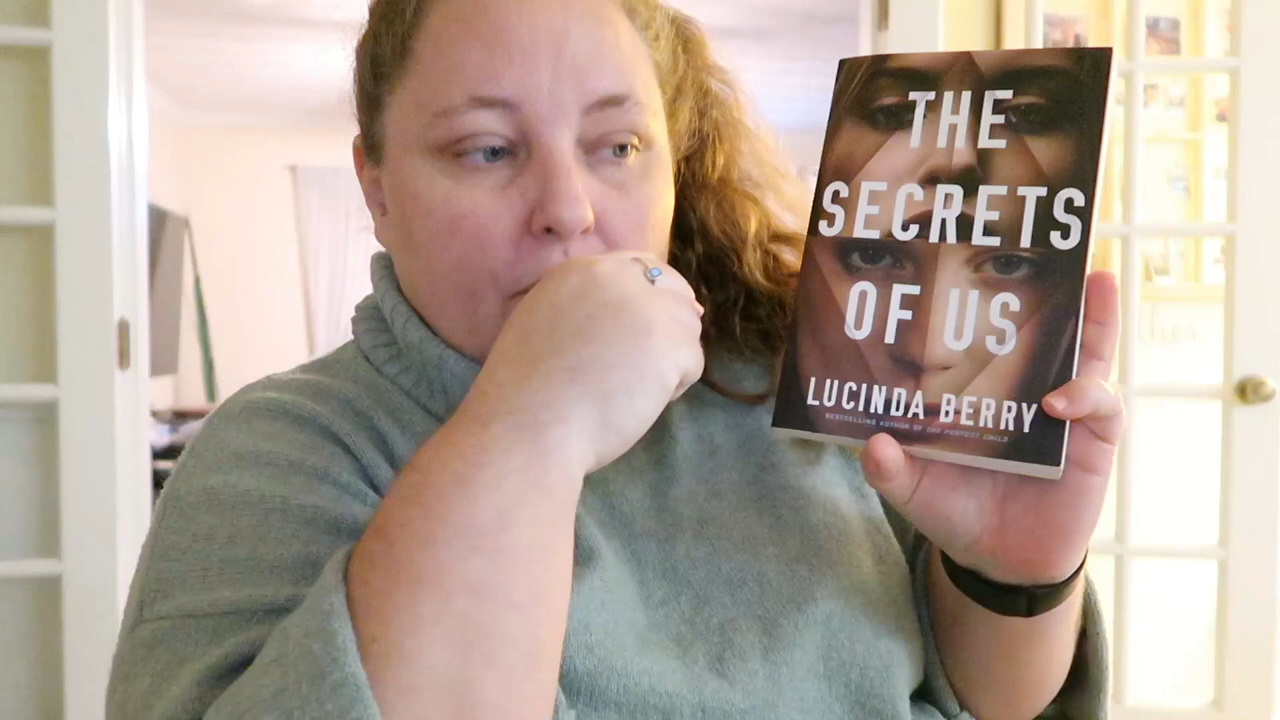 THE
SECRETS
OF US
LUCINDA BERRY
BESTSELLING AUTHOR OF THE PERFECT CHILD